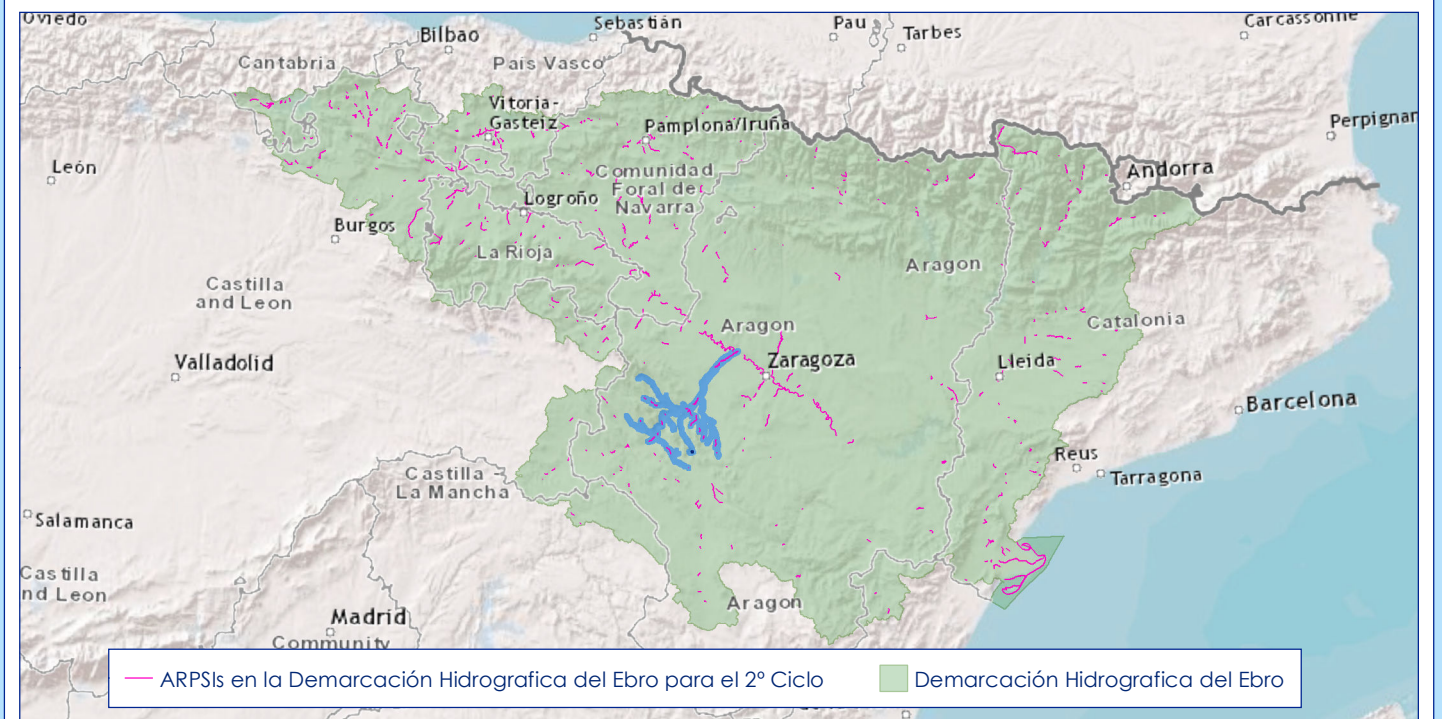 Oviedo
Bilbao
Sebastián
Pau
Tarbes
Carcassonne
Cantabria
País Vasco
Vitoria-
Gasteiz
Pamplona/Iruña
Perpignan
León
Comunidad
Foral de
Navarra
Andorra
Logroño
Burgos
La Rioja
Aragon
Castilla
and Leon
Aragon
Catalonia
Valladolid
Zaragoza
Lleida
Barcelona
Castilla -
La Mancha
Reus
Tarragona
Salamanca
Castilla
nd Leon
Aragon
Madrid
Community
ARPSIs en la Demarcación Hidrografica del Ebro para el 2º Ciclo
Demarcación Hidrografica del Ebro